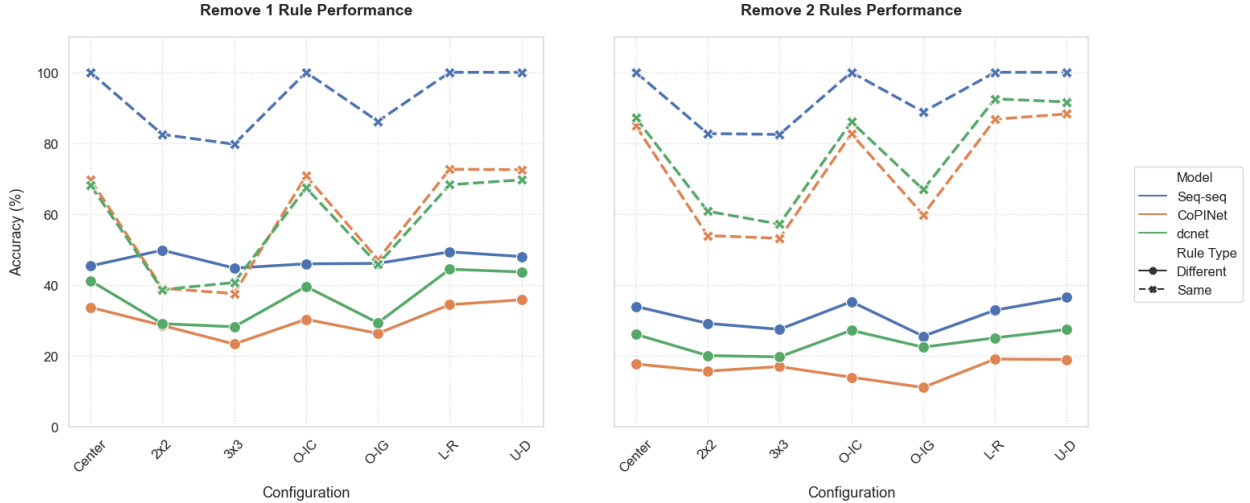 Remove 1 Rule Performance
Remove 2 Rules Performance
Accuracy (%)
100
80
60
40
20
0
Center
2x2
3x3
O-IC
O-IG
L-R
U-D
Configuration
Center
2x2
3x3
O-IC
O-IG
L-R
U-D
Configuration
Model
Seq-seq
CoPINet
dcnet
Rule Type
Different
Same